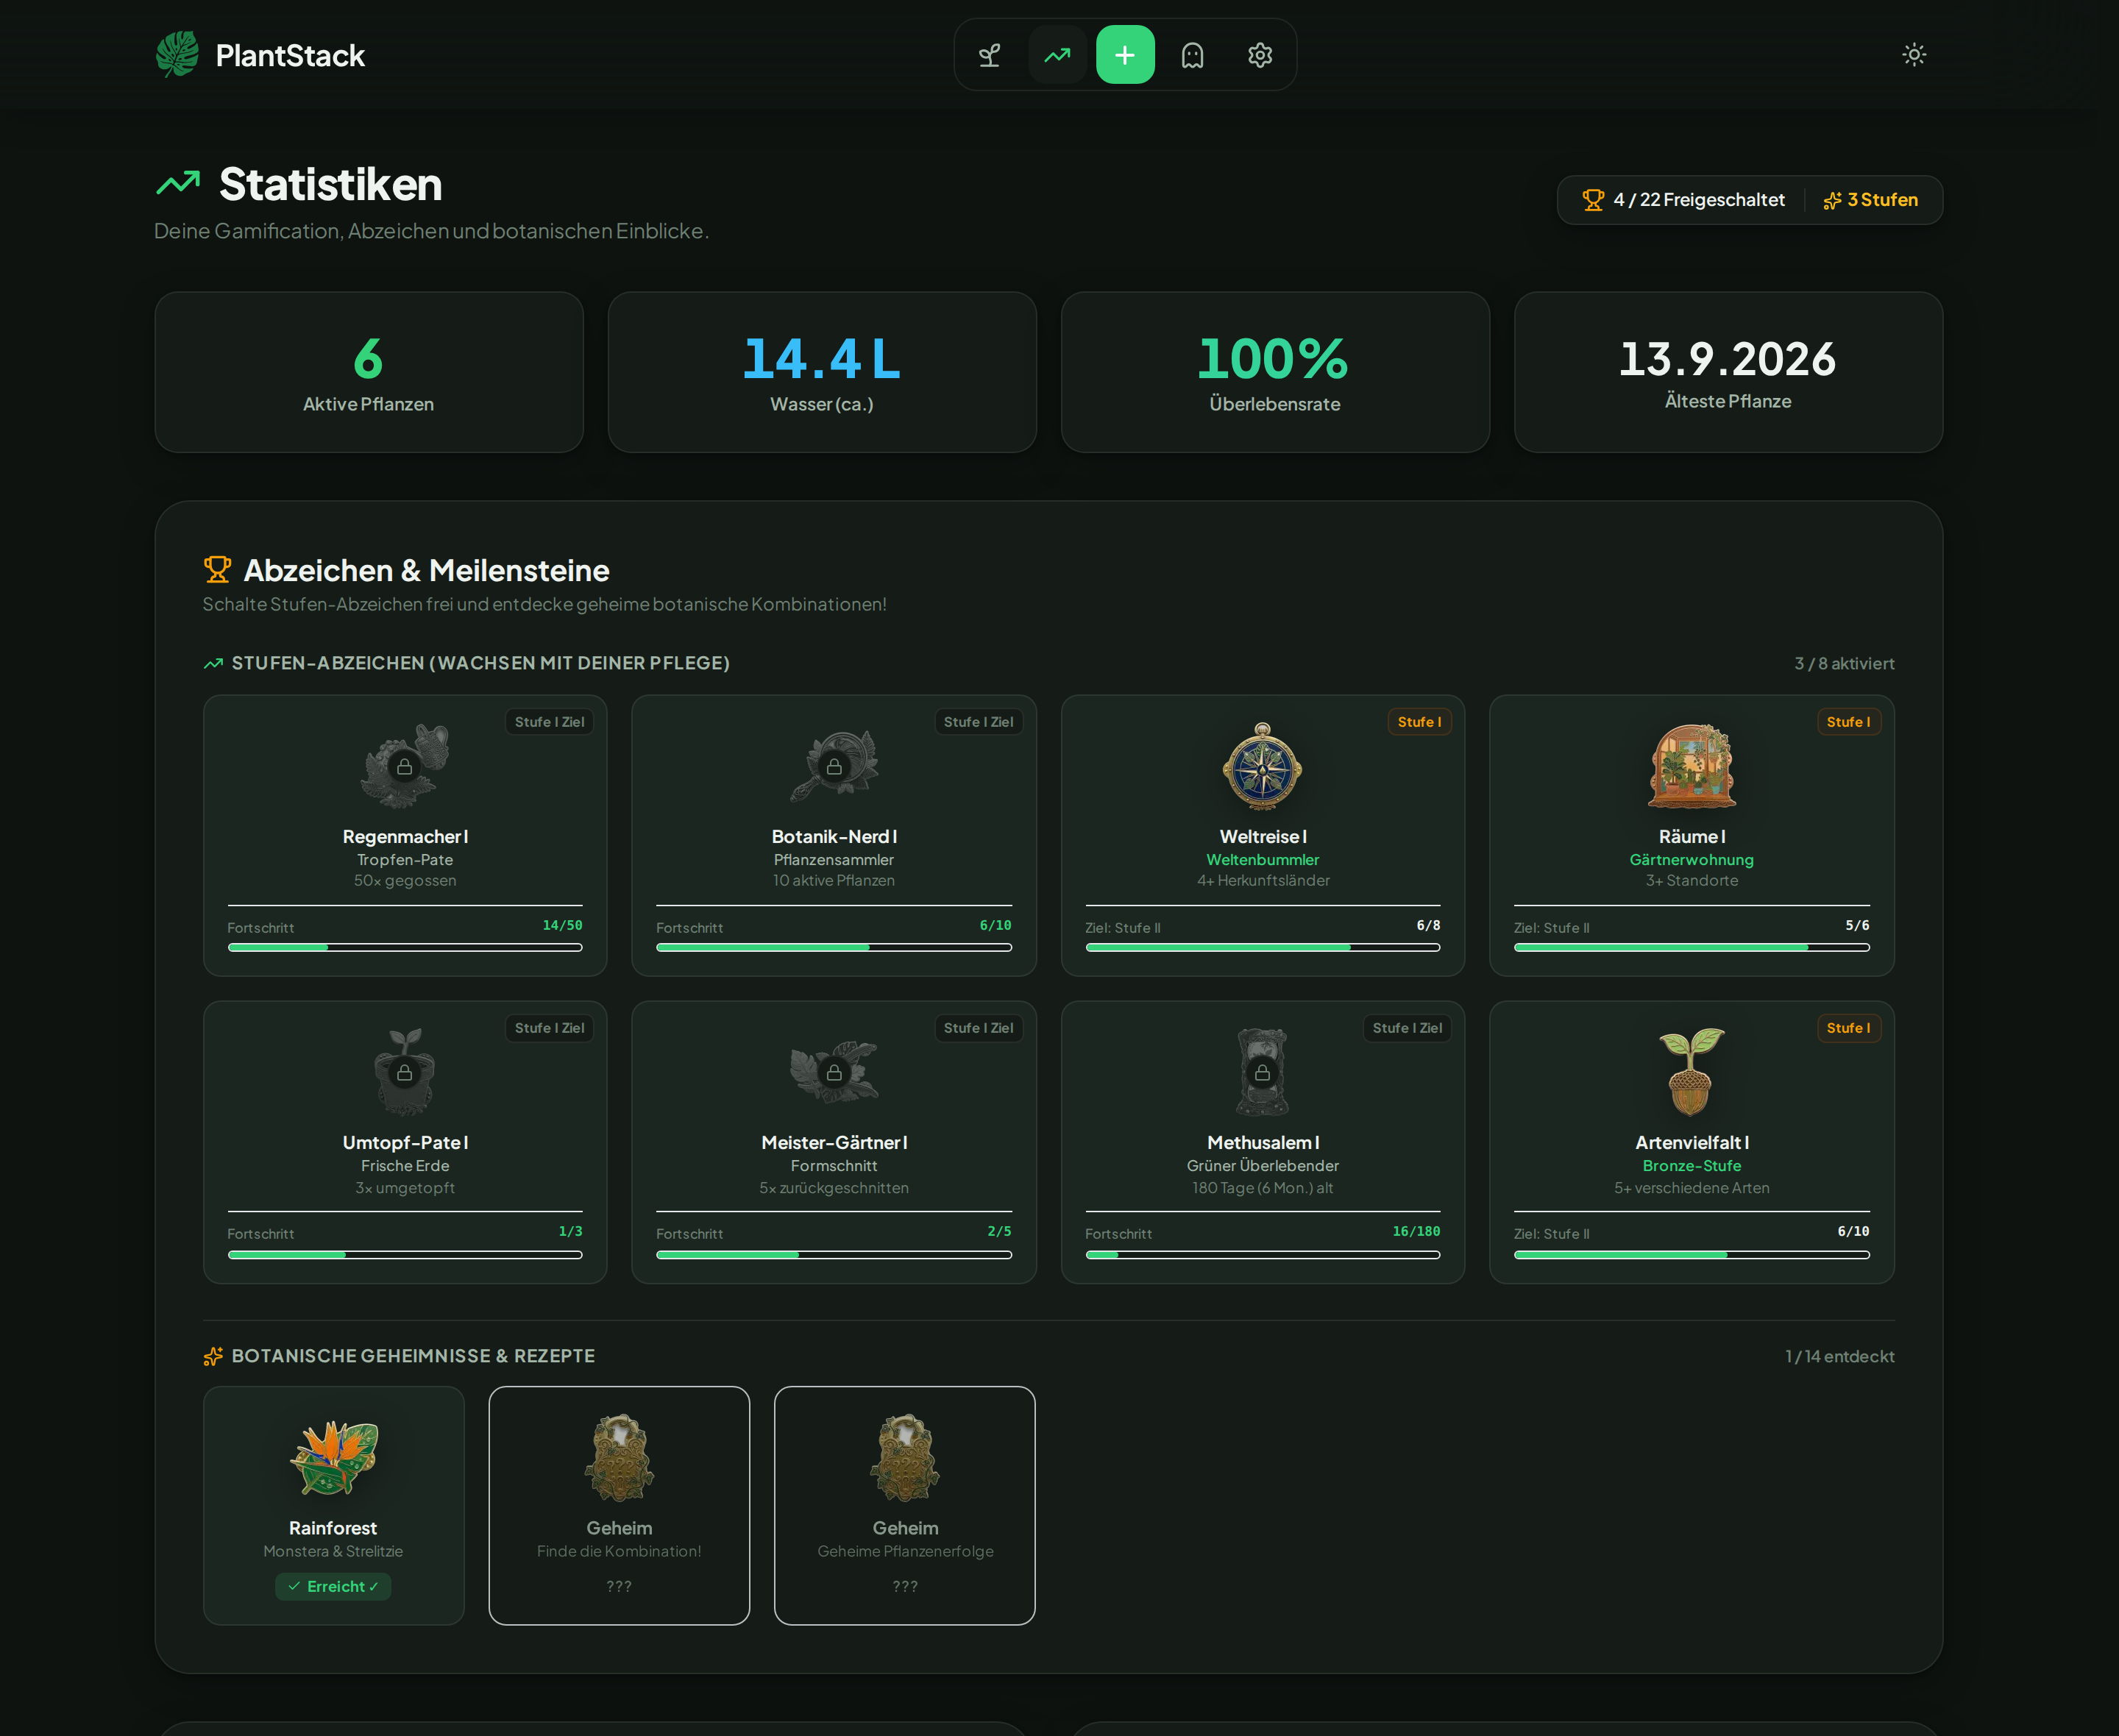 PlantStack
Statistiken
Deine Gamification, Abzeichen und botanischen Einblicke.
4 / 22 Freigeschaltet
3 Stufen
6
Aktive Pflanzen
14.4 L
Wasser (ca.)
100%
Überlebensrate
13.9.2026
Älteste Pflanze
Abzeichen & Meilensteine
Schalte Stufen-Abzeichen frei und entdecke geheime botanische Kombinationen!
STUFEN-ABZEICHEN (WACHSEN MIT DEINER PFLEGE)
3 / 8 aktiviert
Stufe I Ziel
Regenmacher I
Tropfen-Pate
50× gegossen
Fortschritt
14/50
Stufe I Ziel
Botanik-Nerd I
Pflanzensammler
10 aktive Pflanzen
Fortschritt
6/10
Stufe I
Weltreise I
Weltenbummler
4+ Herkunftsländer
Ziel: Stufe II
6/8
Stufe I
Räume I
Gärtnerwohnung
3+ Standorte
Ziel: Stufe II
5/6
Stufe I Ziel
Umtopf-Pate I
Frische Erde
3× umgetopft
Fortschritt
1/3
Stufe I Ziel
Meister-Gärtner I
Formschnitt
5× zurückgeschnitten
Fortschritt
2/5
Stufe I Ziel
Methusalem I
Grüner Überlebender
180 Tage (6 Mon.) alt
Fortschritt
16/180
Stufe I
Artenvielfalt I
Bronze-Stufe
5+ verschiedene Arten
Ziel: Stufe II
6/10
BOTANISCHE GEHEIMNISSE & REZEPTE
1 / 14 entdeckt
Rainforest
Monstera & Strelitzie
Erreicht ✓
???
Geheim
Finde die Kombination!
???
???
Geheim
Geheime Pflanzenerfolge
???